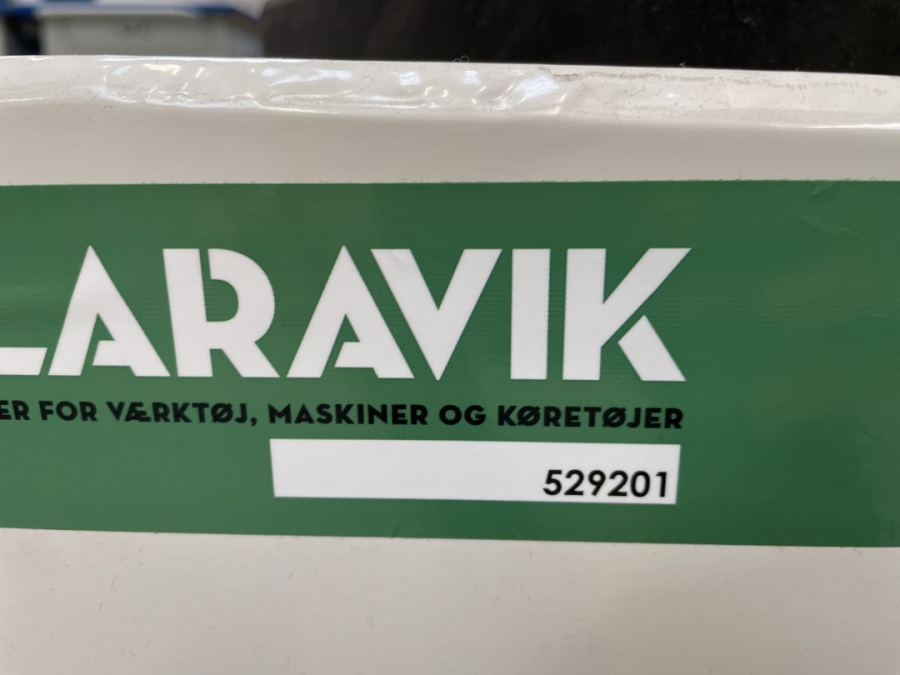 LARAVIK
ER FOR VÆRKTØJ, MASKINER OG KØRETØJER
529201